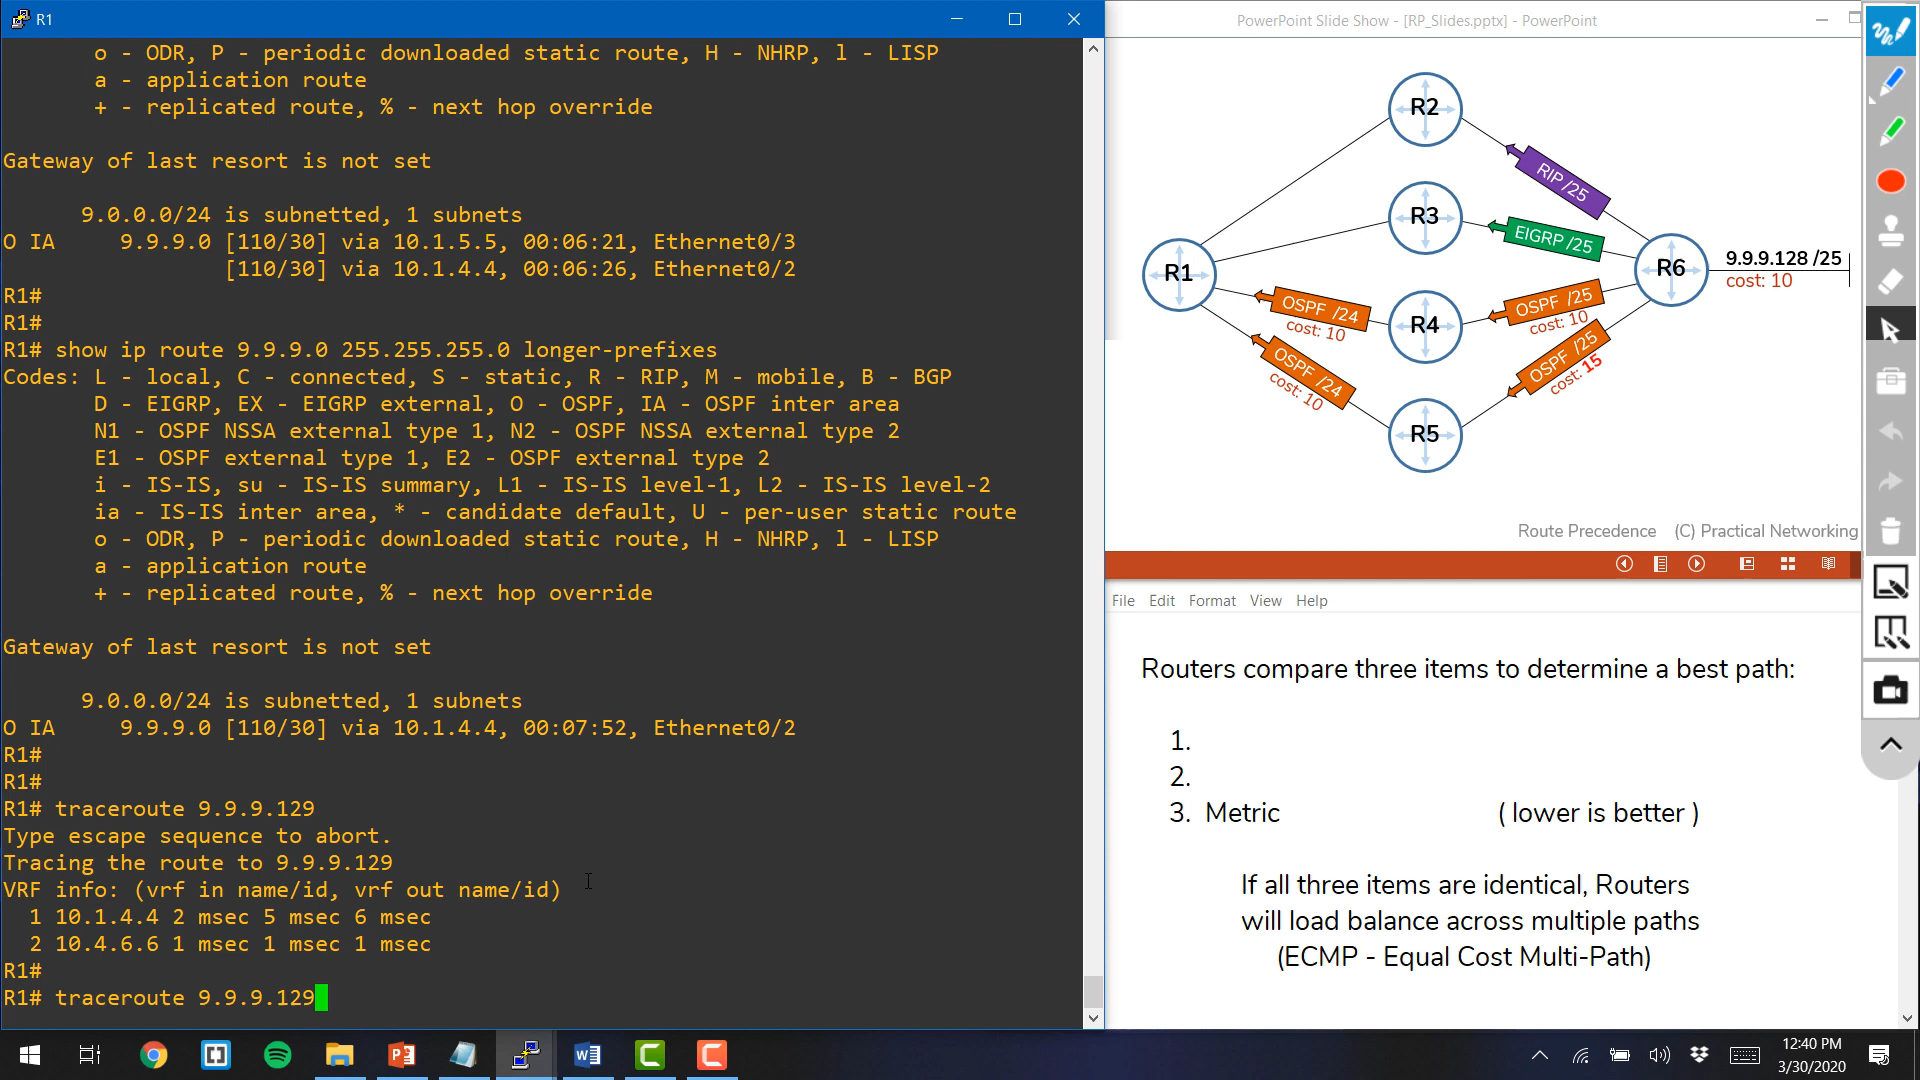 R1
o - ODR, P - periodic downloaded static route, H - NHRP, l - LISP
a - application route
+ - replicated route, % - next hop override
Gateway of last resort is not set
9.0.0.0/24 is subnetted, 1 subnets
O IA     9.9.9.0 [110/30] via 10.1.5.5, 00:06:21, Ethernet0/3
[110/30] via 10.1.4.4, 00:06:26, Ethernet0/2
R1#
R1#
R1# show ip route 9.9.9.0 255.255.255.0 longer-prefixes
Codes: L - local, C - connected, S - static, R - RIP, M - mobile, B - BGP
D - EIGRP, EX - EIGRP external, O - OSPF, IA - OSPF inter area
N1 - OSPF NSSA external type 1, N2 - OSPF NSSA external type 2
E1 - OSPF external type 1, E2 - OSPF external type 2
i - IS-IS, su - IS-IS summary, L1 - IS-IS level-1, L2 - IS-IS level-2
ia - IS-IS inter area, * - candidate default, U - per-user static route
o - ODR, P - periodic downloaded static route, H - NHRP, l - LISP
a - application route
+ - replicated route, % - next hop override
Gateway of last resort is not set
9.0.0.0/24 is subnetted, 1 subnets
O IA     9.9.9.0 [110/30] via 10.1.4.4, 00:07:52, Ethernet0/2
R1#
R1#
R1# traceroute 9.9.9.129
Type escape sequence to abort.
Tracing the route to 9.9.9.129
VRF info: (vrf in name/id, vrf out name/id)
1 10.1.4.4 2 msec 5 msec 6 msec
2 10.4.6.6 1 msec 1 msec 1 msec
R1#
R1# traceroute 9.9.9.129
PowerPoint Slide Show - [RP_Slides.pptx] - PowerPoint
R2
RIP /25
R3
EIGRP /25
R1
R6
9.9.9.128 /25
cost: 10
OSPF /24
cost: 10
R4
OSPF /25
cost: 10
OSPF /24
cost: 10
OSPF /25
cost: 15
R5
Route Precedence (C) Practical Networking
File Edit Format View Help
Routers compare three items to determine a best path:
1.
2.
3. Metric ( lower is better )
If all three items are identical, Routers
will load balance across multiple paths
(ECMP - Equal Cost Multi-Path)
12:40 PM
3/30/2020